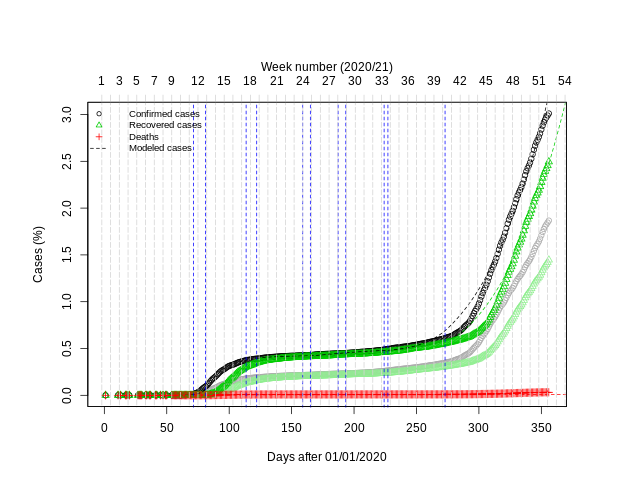 Week number (2020/21)
1 3 5 7 9 12 15 18 21 24 27 30 33 36 39 42 45 48 51 54
Confirmed cases
Recovered cases
Deaths
Modeled cases
Cases (%)
3.0
2.5
2.0
1.5
1.0
0.5
0.0
0 50 100 150 200 250 300 350
Days after 01/01/2020